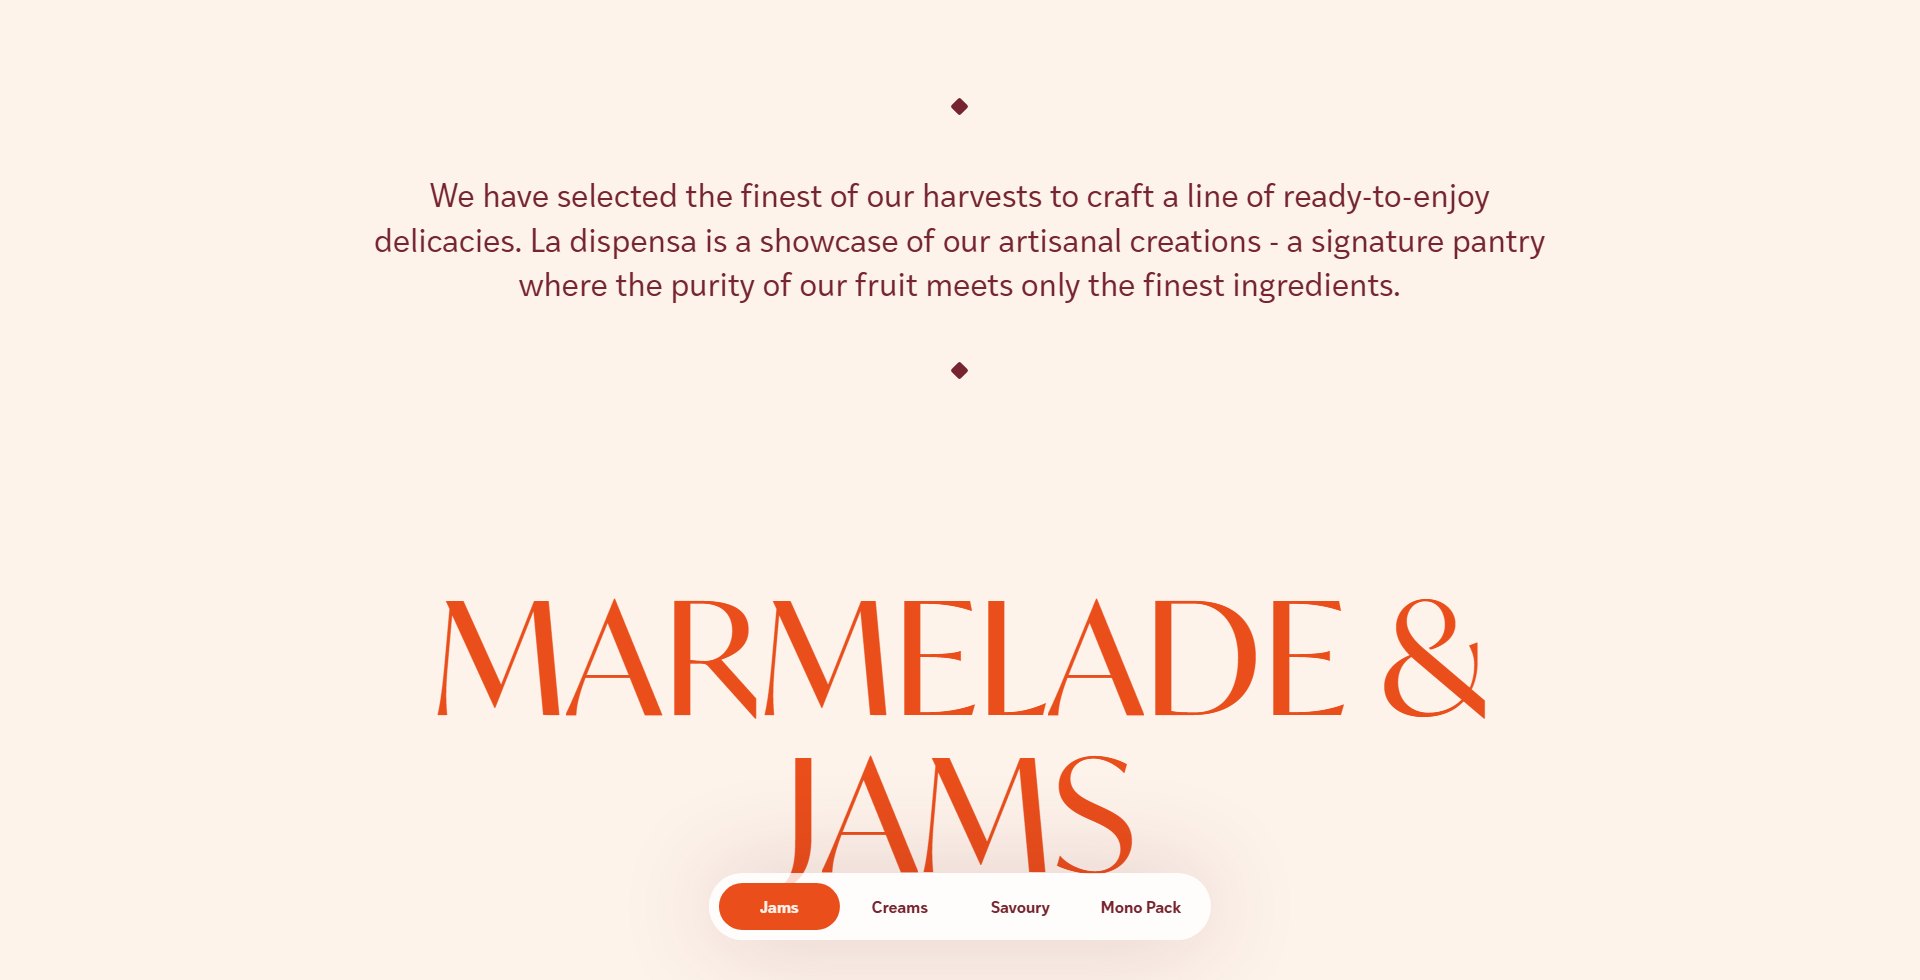 We have selected the finest of our harvests to craft a line of ready-to-enjoy
delicacies. La dispensa is a showcase of our artisanal creations - a signature pantry
where the purity of our fruit meets only the finest ingredients.
MARMELADE &
JAMS
Jams
Creams
Savoury
Mono Pack